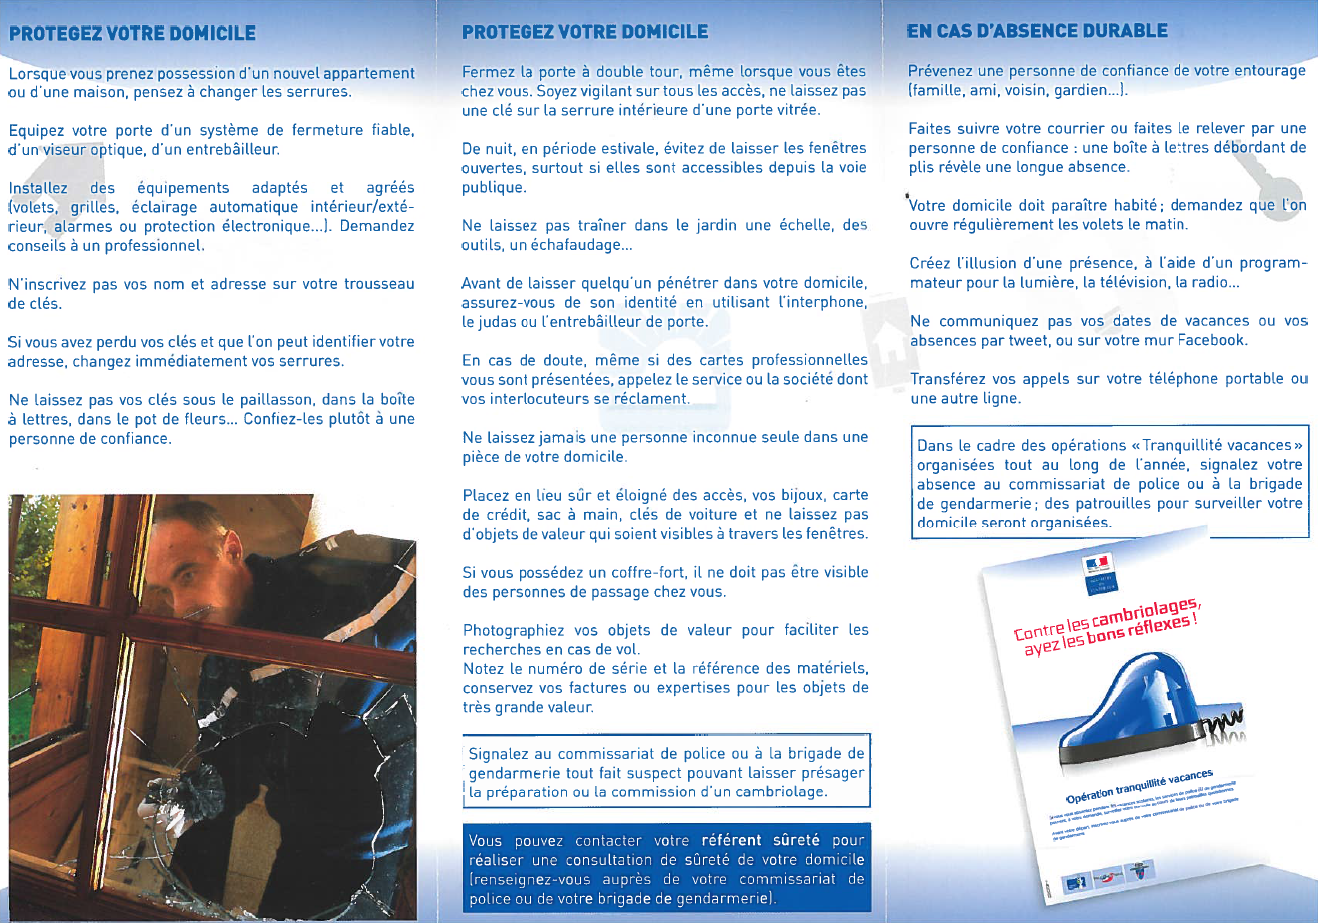 PROTEGEZ VOTRE DOMICILE
Lorsque vous prenez possession d'un nouvel appartement
ou d'une maison, pensez à changer les serrures.
Equipez votre porte d'un système de fermeture fiable,
d'un viseur optique, d'un entrebâilleur.
Installez des équipements adaptés et agréés
(volets, grilles, éclairage automatique intérieur/exté-
rieur, alarmes ou protection électronique...). Demandez
conseils à un professionnel.
N'inscrivez pas vos nom et adresse sur votre trousseau
de clés.
Si vous avez perdu vos clés et que l'on peut identifier votre
adresse, changez immédiatement vos serrures.
Ne laissez pas vos clés sous le paillasson, dans la boîte
à lettres, dans le pot de fleurs... Confiez-les plutôt à une
personne de confiance.
PROTEGEZ VOTRE DOMICILE
Fermez la porte à double tour, même lorsque vous êtes
chez vous. Soyez vigilant sur tous les accès, ne laissez pas
une clé sur la serrure intérieure d'une porte vitrée.
De nuit, en période estivale, évitez de laisser les fenêtres
ouvertes, surtout si elles sont accessibles depuis la voie
publique.
Ne laissez pas traîner dans le jardin une échelle, des
outils, un échafaudage...
Avant de laisser quelqu'un pénétrer dans votre domicile,
assurez-vous de son identité en utilisant l'interphone,
le judas ou l'entrebâilleur de porte.
En cas de doute, même si des cartes professionnelles
vous sont présentées, appelez le service ou la société dont
vos interlocuteurs se réclament.
Ne laissez jamais une personne inconnue seule dans une
pièce de votre domicile.
Placez en lieu sûr et éloigné des accès, vos bijoux, carte
de crédit, sac à main, clés de voiture et ne laissez pas
d'objets de valeur qui soient visibles à travers les fenêtres.
Si vous possédez un coffre-fort, il ne doit pas être visible
des personnes de passage chez vous.
Photographiez vos objets de valeur pour faciliter les
recherches en cas de vol.
Notez le numéro de série et la référence des matériels,
conservez vos factures ou expertises pour les objets de
très grande valeur.
Signalez au commissariat de police ou à la brigade de
gendarmerie tout fait suspect pouvant laisser présager
la préparation ou la commission d'un cambriolage.
Vous pouvez contacter votre référent sûreté pour
réaliser une consultation de sûreté de votre domicile
(renseignez-vous auprès de votre commissariat de
police ou de votre brigade de gendarmerie).
EN CAS D'ABSENCE DURABLE
Prévenez une personne de confiance de votre entourage
(famille, ami, voisin, gardien...).
Faites suivre votre courrier ou faites le relever par une
personne de confiance : une boîte à lettres débordant de
plis révèle une longue absence.
Votre domicile doit paraître habité; demandez que l'on
ouvre régulièrement les volets le matin.
Créez l'illusion d'une présence, à l'aide d'un program-
mateur pour la lumière, la télévision, la radio...
Ne communiquez pas vos dates de vacances ou vos
absences par tweet, ou sur votre mur Facebook.
Transférez vos appels sur votre téléphone portable ou
une autre ligne.
Dans le cadre des opérations «Tranquillité vacances»
organisées tout au long de l'année, signalez votre
absence au commissariat de police ou à la brigade
de gendarmerie; des patrouilles pour surveiller votre
domicile seront organisées.
Contre les cambriolages,
ayez les bons réflexes !
Opération tranquillité vacances